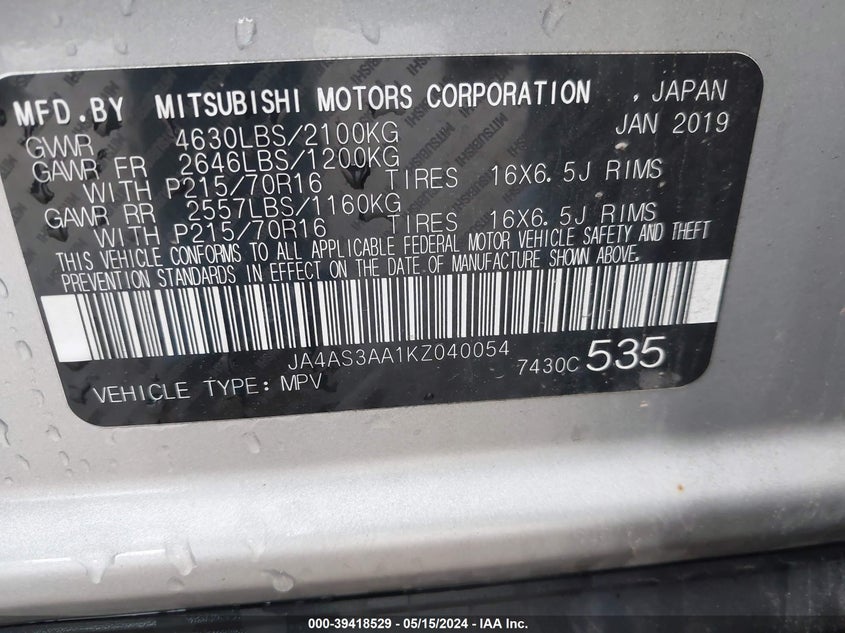 MFD.BY MITSUBISHI MOTORS CORPORATION , JAPAN
GVWR 4630LBS/2100KG JAN 2019
GAWR FR 2646LBS/1200KG
WITH P215/70R16 TIRES 16X6.5J RIMS
GAWR RR 2557LBS/1160KG
WITH P215/70R16 TIRES 16X6.5J RIMS
THIS VEHICLE CONFORMS TO ALL APPLICABLE FEDERAL MOTOR VEHICLE SAFETY AND THEFT
PREVENTION STANDARDS IN EFFECT ON THE DATE OF MANUFACTURE SHOWN ABOVE.
JA4AS3AA1KZ040054
VEHICLE TYPE: MPV 7430C 535
000-39418529 - 05/15/2024 - IAA Inc.